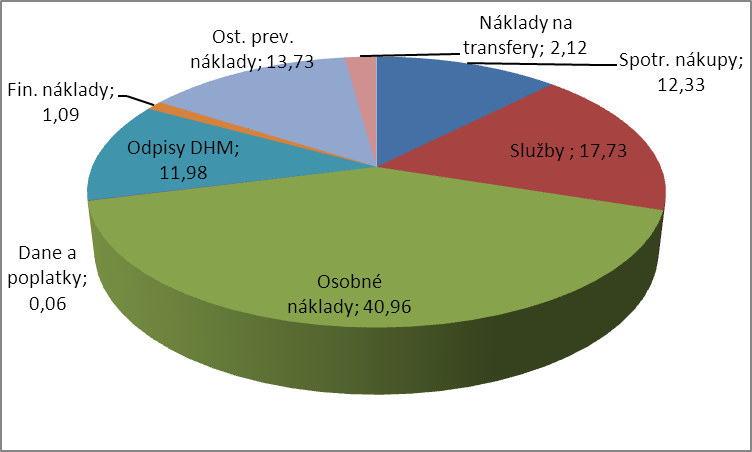 Náklady na
transfery; 2,12
Ost. prev.
náklady; 13,73
Spotr. nákupy;
12,33
Fin. náklady;
1,09
Služby ; 17,73
Odpisy DHM;
11,98
Dane a
poplatky;
0,06
Osobné
náklady; 40,96